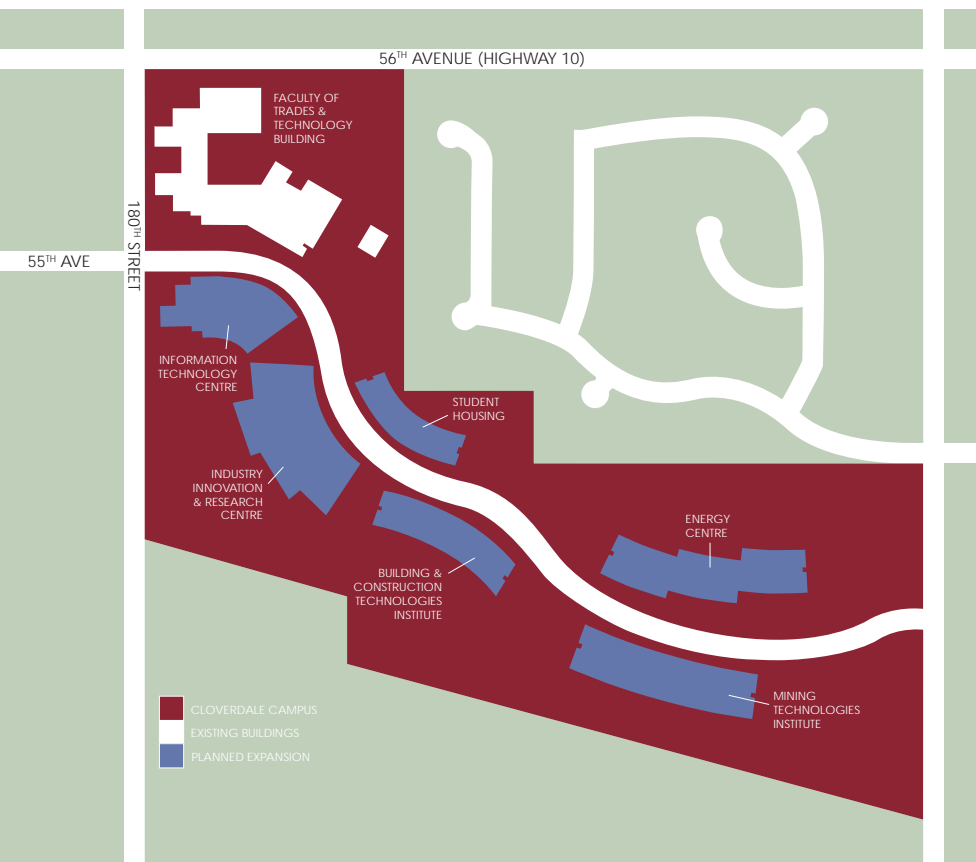 56TH AVENUE (HIGHWAY 10)
FACULTY OF
TRADES &
TECHNOLOGY
BUILDING
180TH STREET
55TH AVE
INFORMATION
TECHNOLOGY
CENTRE
STUDENT
HOUSING
INDUSTRY
INNOVATION
& RESEARCH
CENTRE
ENERGY
CENTRE
BUILDING &
CONSTRUCTION
TECHNOLOGIES
INSTITUTE
MINING
TECHNOLOGIES
INSTITUTE
CLOVERDALE CAMPUS
EXISTING BUILDINGS
PLANNED EXPANSION